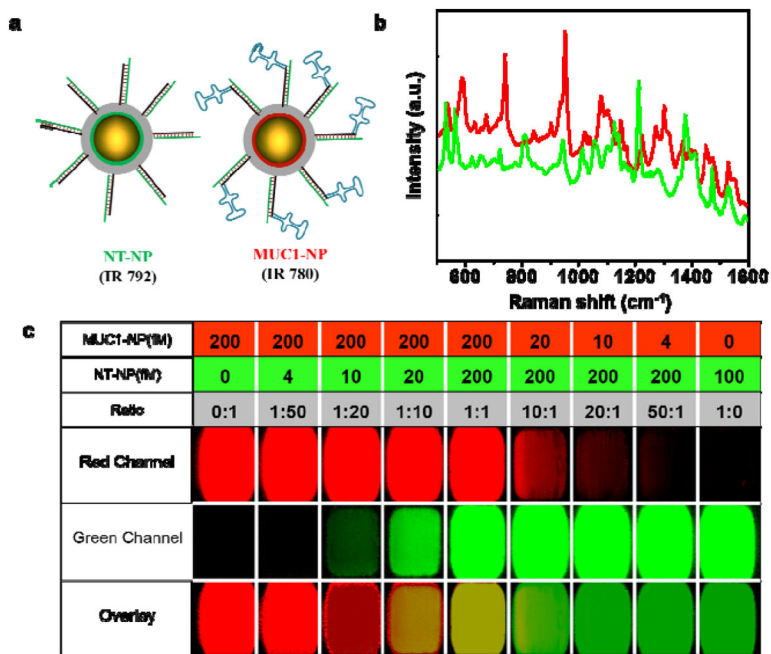 a
NT-NP
(IR 792)
MUC1-NP
(IR 780)
b
Intensity (a.u.)
600 800 1000 1200 1400 1600
Raman shift (cm⁻¹)
c
MUC1-NP(fM) 200 200 200 200 200 20 10 4 0
NT-NP(fM) 0 4 10 20 200 200 200 200 100
Ratio 0:1 1:50 1:20 1:10 1:1 10:1 20:1 50:1 1:0
Red Channel
Green Channel
Overlay